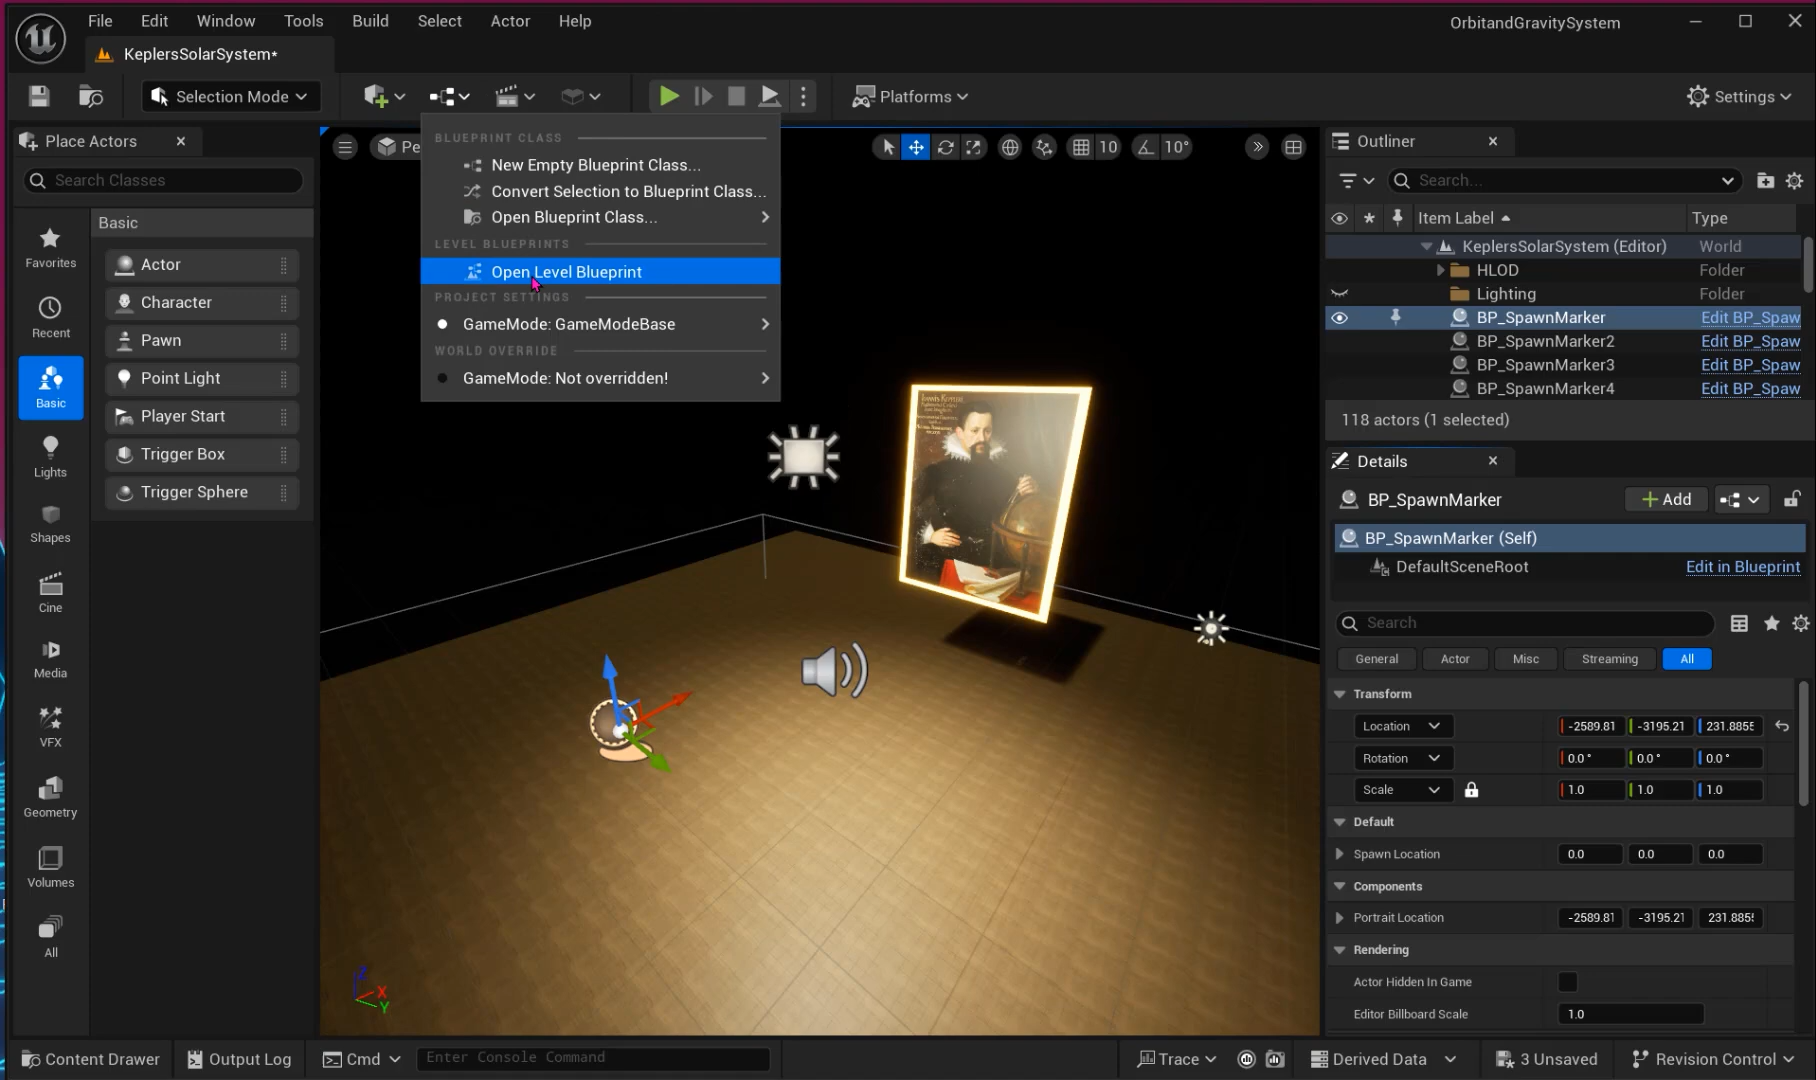 File Edit Window Tools Build Select Actor Help
OrbitandGravitySystem
KeplersSolarSystem•
Selection Mode
Platforms
Settings
Place Actors
Search Classes
Basic
Favorites
Recent
Basic
Lights
Shapes
Cine
Media
VFX
Geometry
Volumes
All
Actor
Character
Pawn
Point Light
Player Start
Trigger Box
Trigger Sphere
Pe
10
10°
BLUEPRINT CLASS
New Empty Blueprint Class...
Convert Selection to Blueprint Class...
Open Blueprint Class...
LEVEL BLUEPRINTS
Open Level Blueprint
PROJECT SETTINGS
GameMode: GameModeBase
WORLD OVERRIDE
GameMode: Not overridden!
Z
X
Y
Outliner
Search...
Item Label Type
KeplersSolarSystem (Editor) World
HLOD Folder
Lighting Folder
BP_SpawnMarker Edit BP_Spaw
BP_SpawnMarker2 Edit BP_Spaw
BP_SpawnMarker3 Edit BP_Spaw
BP_SpawnMarker4 Edit BP_Spaw
118 actors (1 selected)
Details
BP_SpawnMarker
Add
BP_SpawnMarker (Self)
DefaultSceneRoot Edit in Blueprint
Search
General Actor Misc Streaming All
Transform
Location -2589.81 -3195.21 231.8855
Rotation 0.0 ° 0.0 ° 0.0 °
Scale 1.0 1.0 1.0
Default
Spawn Location 0.0 0.0 0.0
Components
Portrait Location -2589.81 -3195.21 231.8855
Rendering
Actor Hidden In Game
Editor Billboard Scale 1.0
Content Drawer
Output Log
Cmd
Enter Console Command
Trace
Derived Data
3 Unsaved
Revision Control